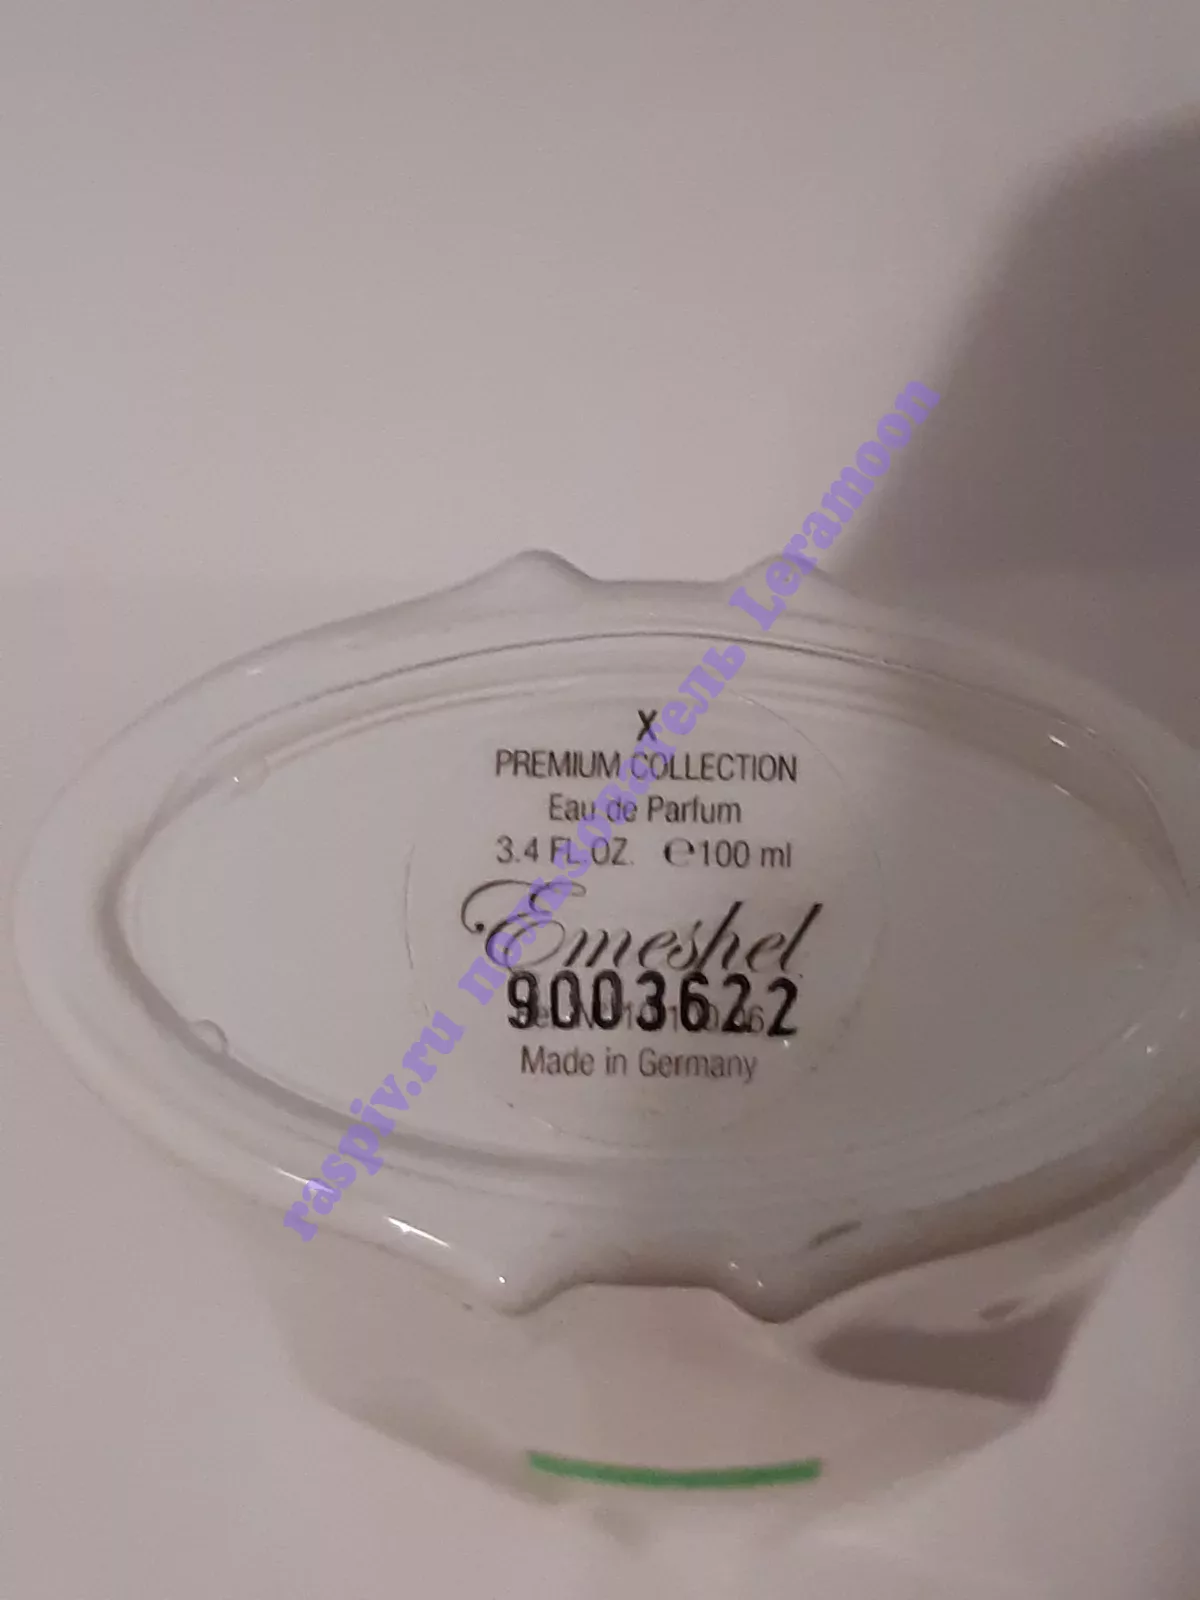 X
PREMIUM COLLECTION
Eau de Parfum
3.4 FL.OZ. ℮100 ml
Emeshel
9003622
Made in Germany
raspiv.ru пользователь Leramoon